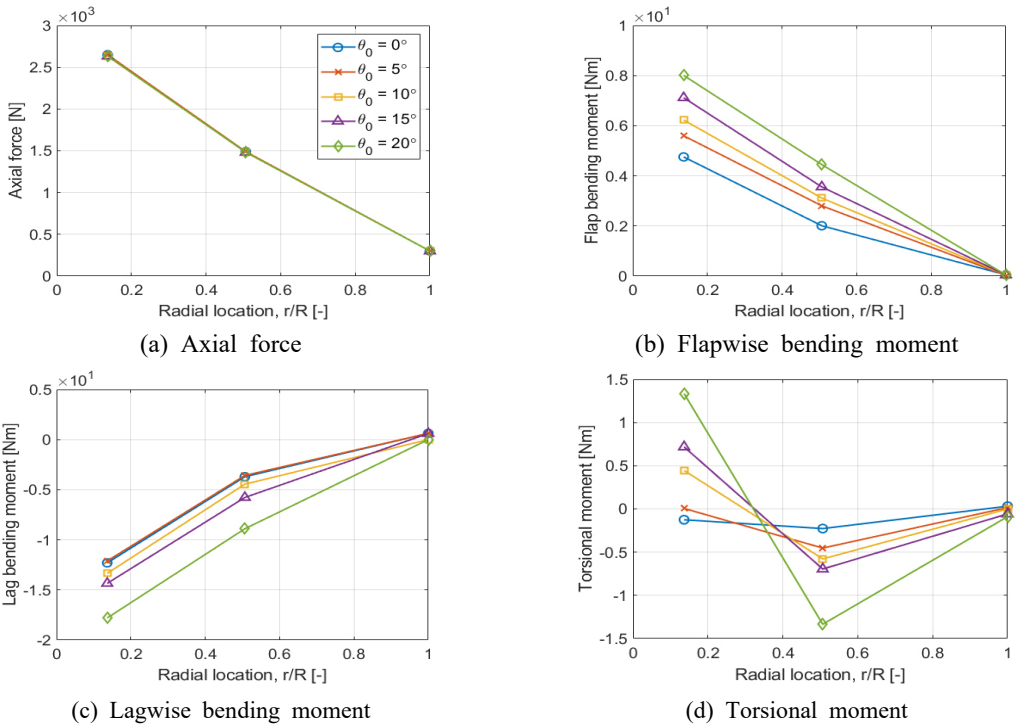 ×10³
3
2.5
2
1.5
1
0.5
0
Axial force [N]
θ₀ = 0°
θ₀ = 5°
θ₀ = 10°
θ₀ = 15°
θ₀ = 20°
0 0.2 0.4 0.6 0.8 1
Radial location, r/R [-]
(a) Axial force
×10¹
1
0.8
0.6
0.4
0.2
0
Flap bending moment [Nm]
0 0.2 0.4 0.6 0.8 1
Radial location, r/R [-]
(b) Flapwise bending moment
×10¹
0.5
0
-0.5
-1
-1.5
-2
Lag bending moment [Nm]
0 0.2 0.4 0.6 0.8 1
Radial location, r/R [-]
(c) Lagwise bending moment
1.5
1
0.5
0
-0.5
-1
-1.5
Torsional moment [Nm]
0 0.2 0.4 0.6 0.8 1
Radial location, r/R [-]
(d) Torsional moment